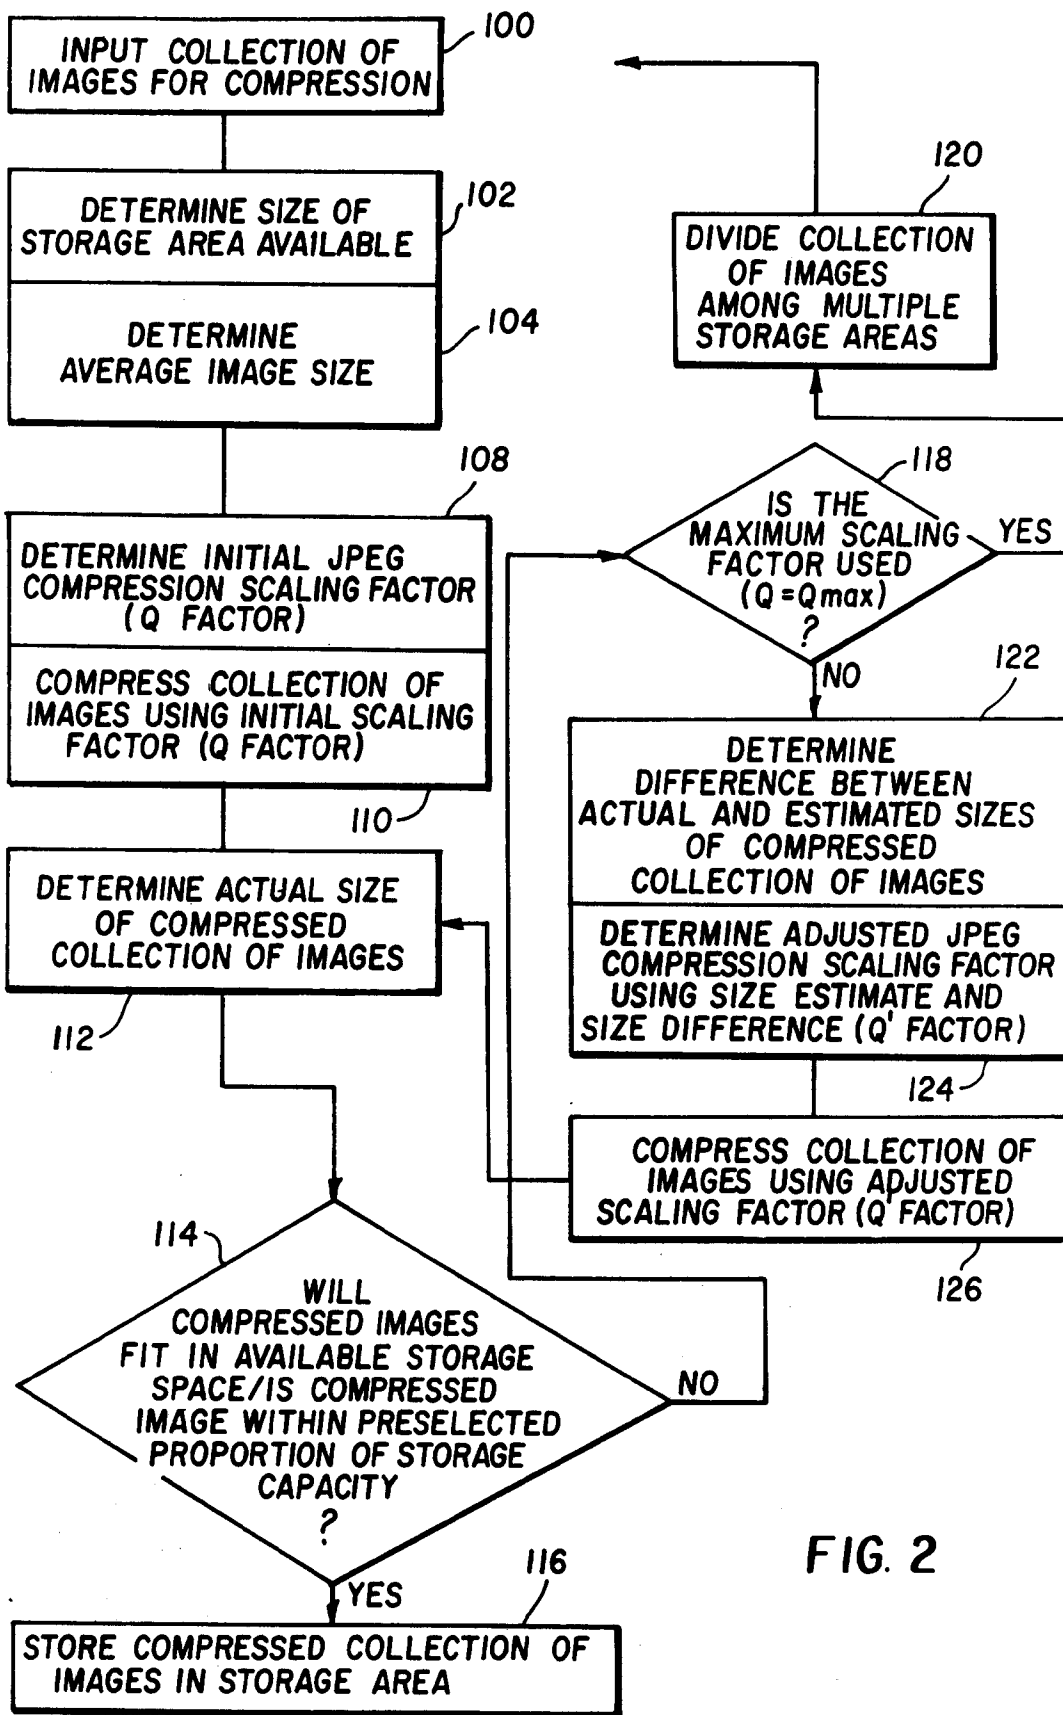 100
INPUT COLLECTION OF
IMAGES FOR COMPRESSION
102
DETERMINE SIZE OF
STORAGE AREA AVAILABLE
104
DETERMINE
AVERAGE IMAGE SIZE
108
DETERMINE INITIAL JPEG
COMPRESSION SCALING FACTOR
(Q FACTOR)
COMPRESS COLLECTION OF
IMAGES USING INITIAL SCALING
FACTOR (Q FACTOR)
110
DETERMINE ACTUAL SIZE
OF COMPRESSED
COLLECTION OF IMAGES
112
114
WILL
COMPRESSED IMAGES
FIT IN AVAILABLE STORAGE
SPACE/IS COMPRESSED
IMAGE WITHIN PRESELECTED
PROPORTION OF STORAGE
CAPACITY
?
NO
YES
116
STORE COMPRESSED COLLECTION OF
IMAGES IN STORAGE AREA
120
DIVIDE COLLECTION
OF IMAGES
AMONG MULTIPLE
STORAGE AREAS
118
IS THE
MAXIMUM SCALING
FACTOR USED
(Q = Qmax)
?
YES
NO
122
DETERMINE
DIFFERENCE BETWEEN
ACTUAL AND ESTIMATED SIZES
OF COMPRESSED
COLLECTION OF IMAGES
DETERMINE ADJUSTED JPEG
COMPRESSION SCALING FACTOR
USING SIZE ESTIMATE AND
SIZE DIFFERENCE (Q' FACTOR)
124
COMPRESS COLLECTION OF
IMAGES USING ADJUSTED
SCALING FACTOR (Q' FACTOR)
126
FIG. 2